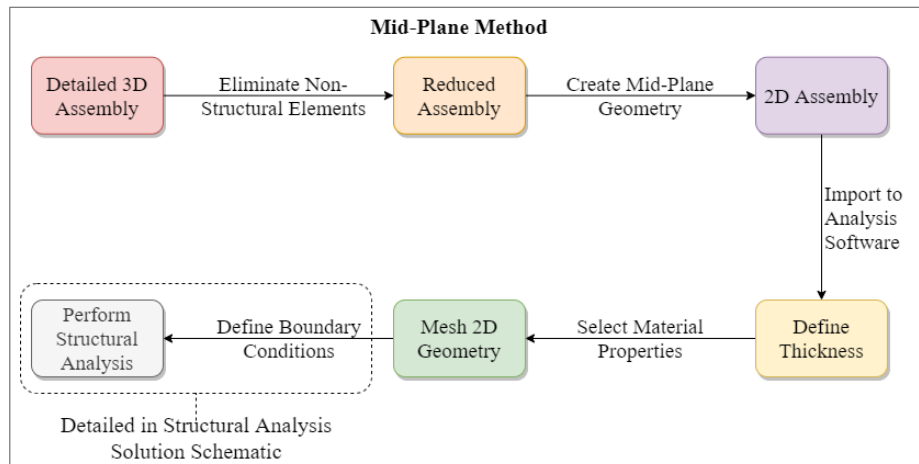 Mid-Plane Method
Detailed 3D
Assembly
Eliminate Non-
Structural Elements
Reduced
Assembly
Create Mid-Plane
Geometry
2D Assembly
Import to
Analysis
Software
Define
Thickness
Select Material
Properties
Mesh 2D
Geometry
Define Boundary
Conditions
Perform
Structural
Analysis
Detailed in Structural Analysis
Solution Schematic